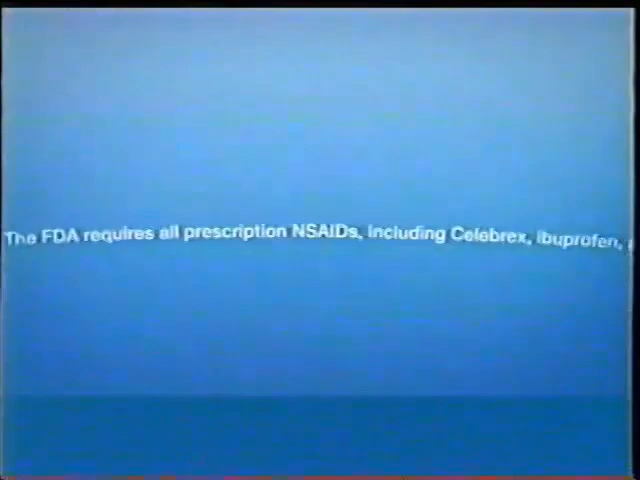 The FDA requires all prescription NSAIDs, including Celebrex, ibuprofen,